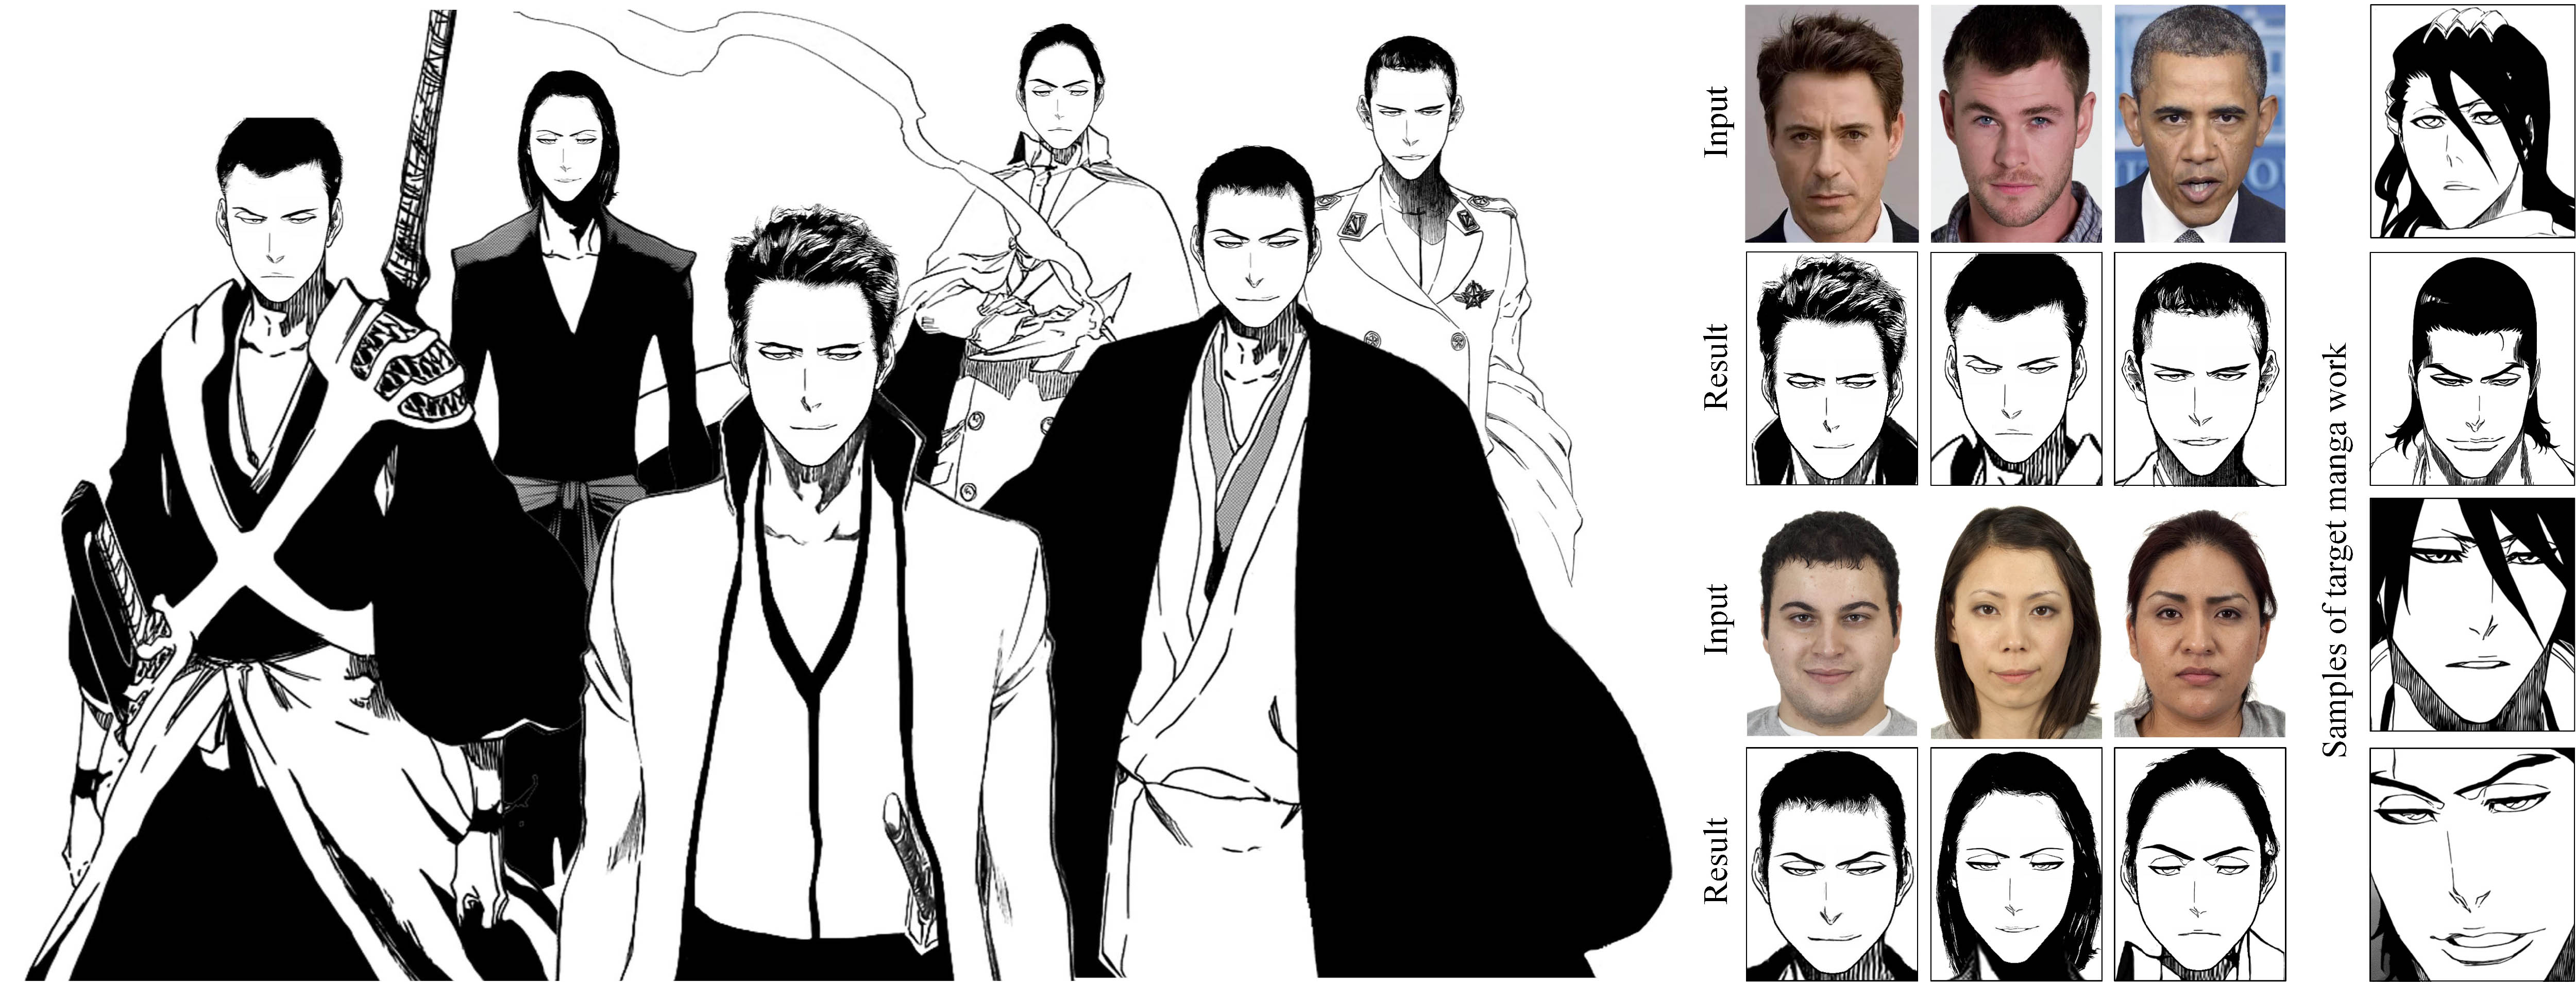 Input
Result
Input
Result
Samples of target manga work